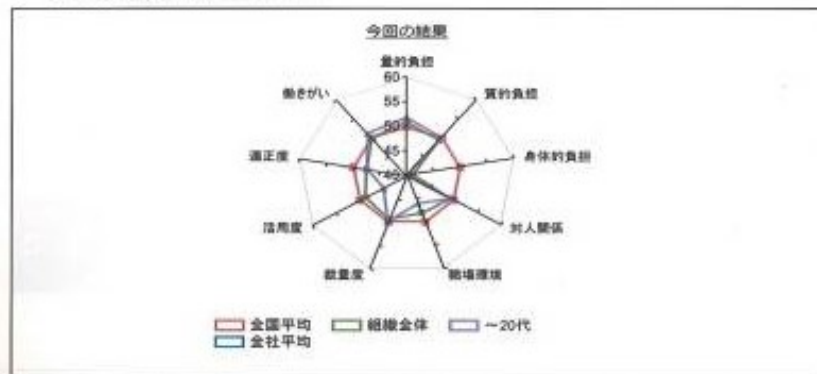 今回の結果
量的負担
60
働きがい
質的負担
55
50
適正度
身体的負担
45
40
活用度
対人関係
裁量度
職場環境
全国平均
組織全体
～20代
会社平均